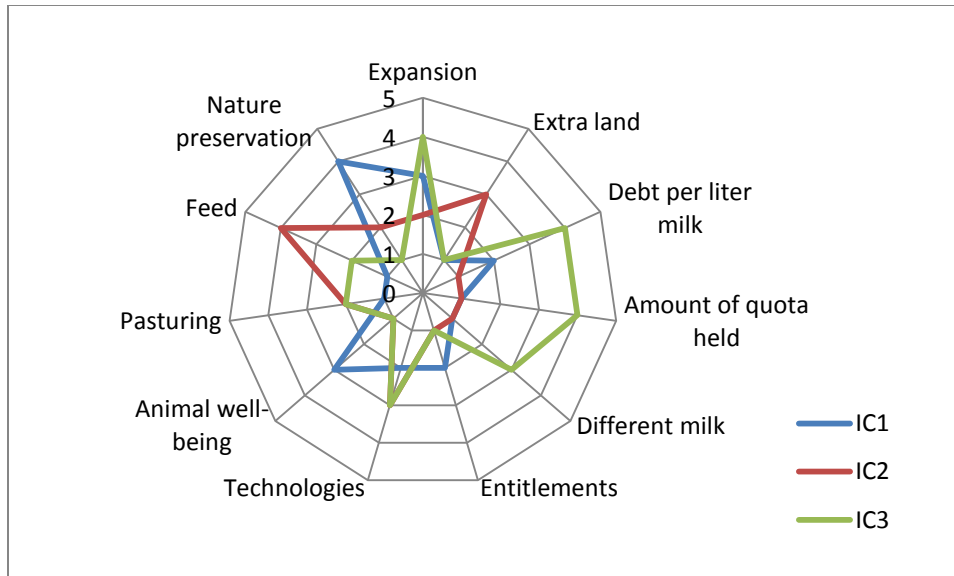 Expansion
Nature
preservation
Extra land
Debt per liter
milk
Feed
Amount of quota
held
Pasturing
Different milk
Animal well-
being
Entitlements
Technologies
5
4
3
2
1
0
IC1
IC2
IC3